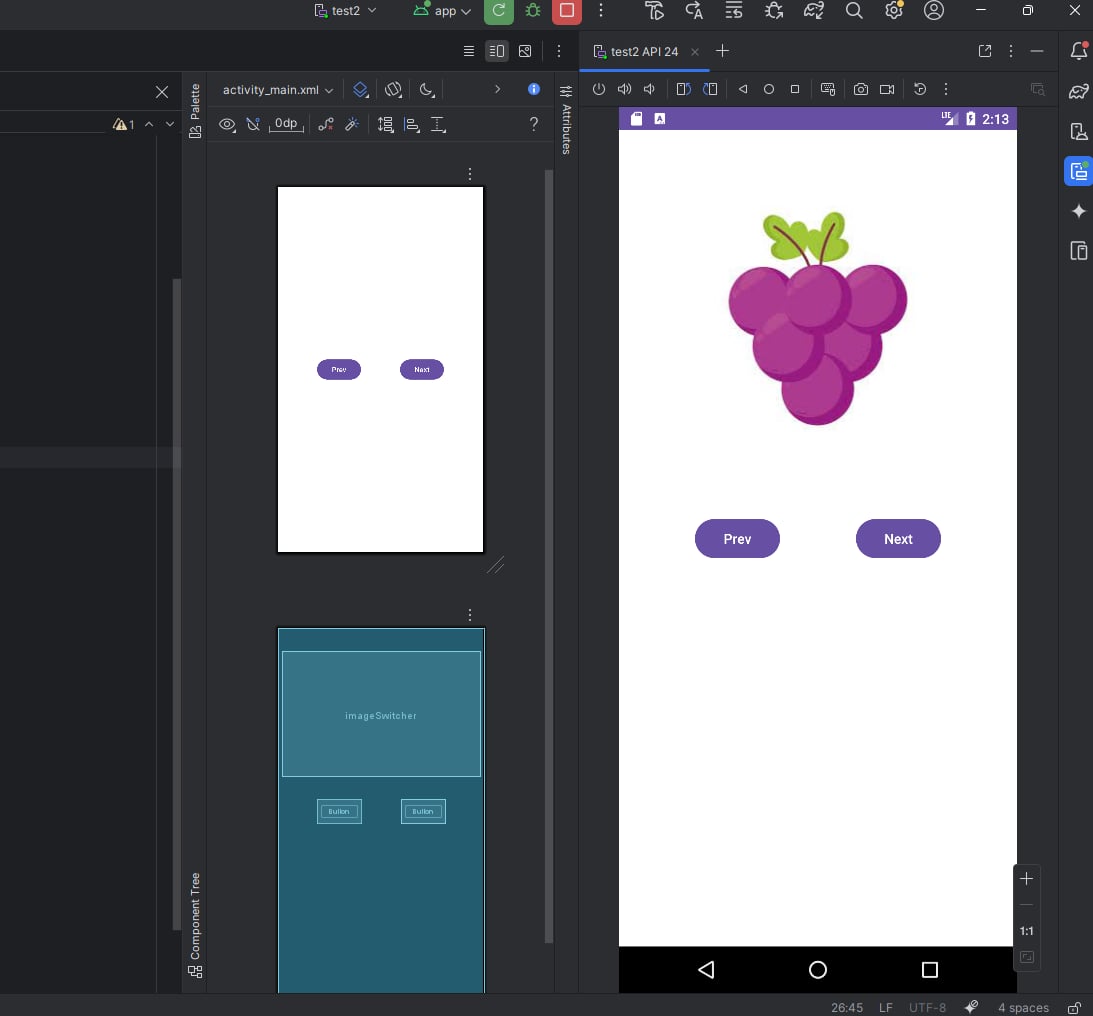 test2
app
test2 API 24
Palette
activity_main.xml
Attributes
1
0dp
?
A
LTE
2:13
Prev
Next
Prev
Next
imageSwitcher
Button
Button
Component Tree
1:1
26:45
LF
UTF-8
4 spaces